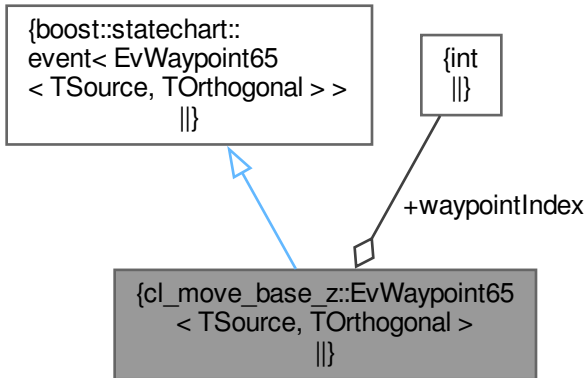 {boost::statechart::
event< EvWaypoint65
< TSource, TOrthogonal > >
||}
{int
||}
+waypointIndex
{cl_move_base_z::EvWaypoint65
< TSource, TOrthogonal >
||}